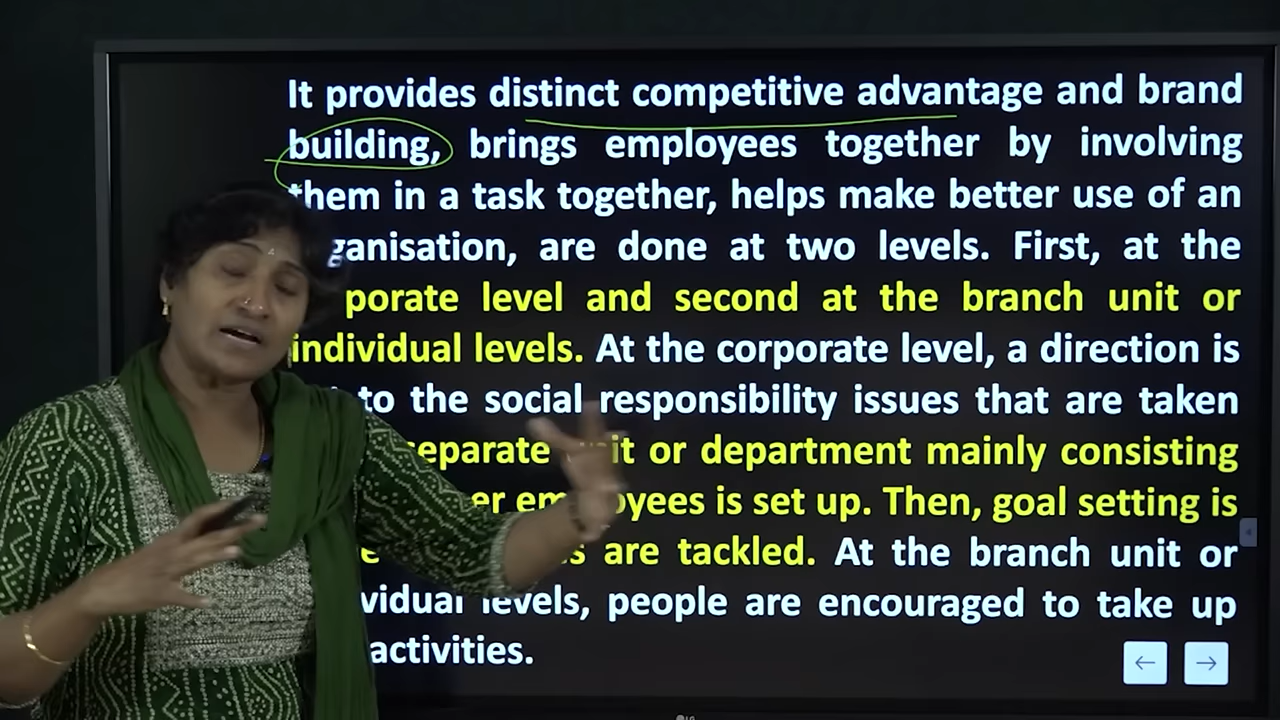 It provides distinct competitive advantage and brand
building, brings employees together by involving
them in a task together, helps make better use of an
ganisation, are done at two levels. First, at the
porate level and second at the branch unit or
individual levels. At the corporate level, a direction is
to the social responsibility issues that are taken
eparate unit or department mainly consisting
er employees is set up. Then, goal setting is
are tackled. At the branch unit or
vidual levels, people are encouraged to take up
activities.
LG